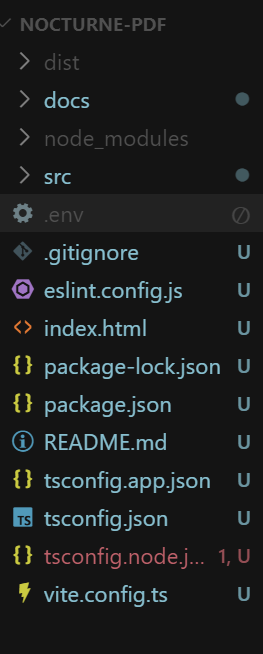 NOCTURNE-PDF
dist
docs
node_modules
src
.env
.gitignore U
eslint.config.js U
index.html U
package-lock.json U
package.json U
README.md U
tsconfig.app.json U
tsconfig.json U
tsconfig.node.j... 1, U
vite.config.ts U